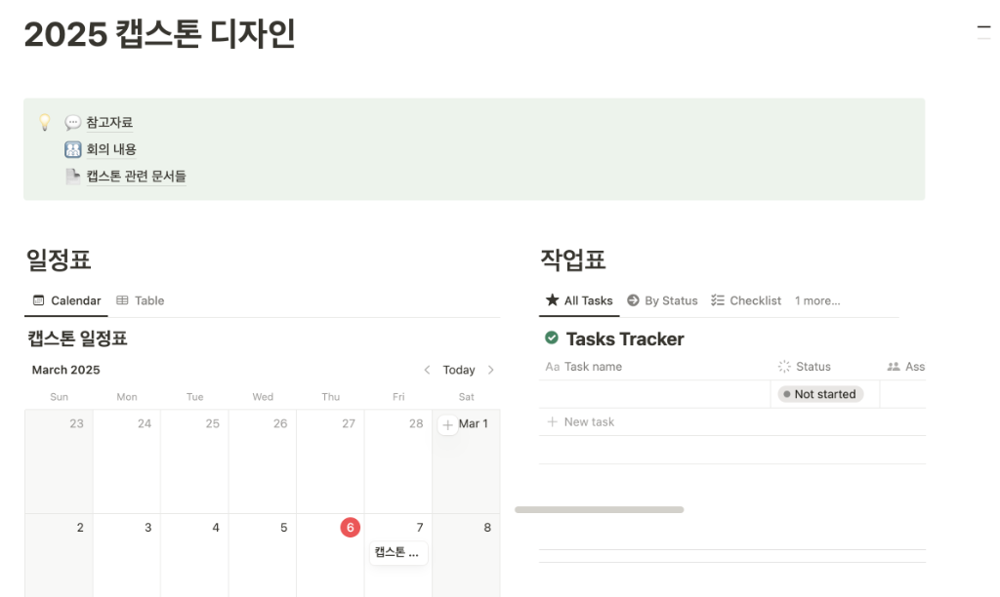 2025 캡스톤 디자인
참고자료
회의 내용
캡스톤 관련 문서들
일정표
Calendar Table
캡스톤 일정표
March 2025
Today
Sun Mon Tue Wed Thu Fri Sat
23 24 25 26 27 28 Mar 1
2 3 4 5 6 7 8
캡스톤 ...
작업표
All Tasks By Status Checklist 1 more...
Tasks Tracker
Aa Task name Status Ass
Not started
New task